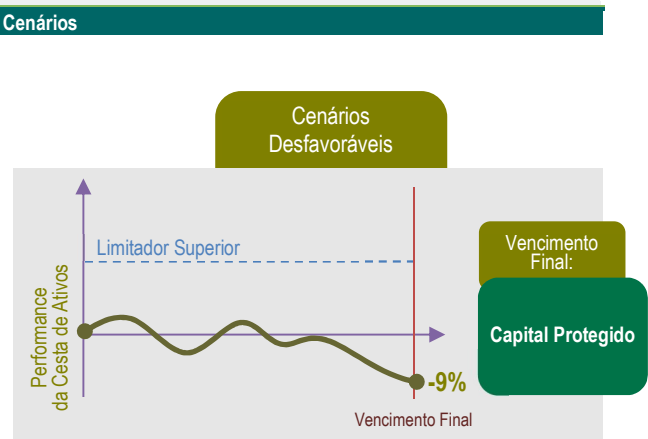 Cenários
Cenários
Desfavoráveis
Limitador Superior
Performance
da Cesta de Ativos
-9%
Vencimento Final
Vencimento
Final:
Capital Protegido